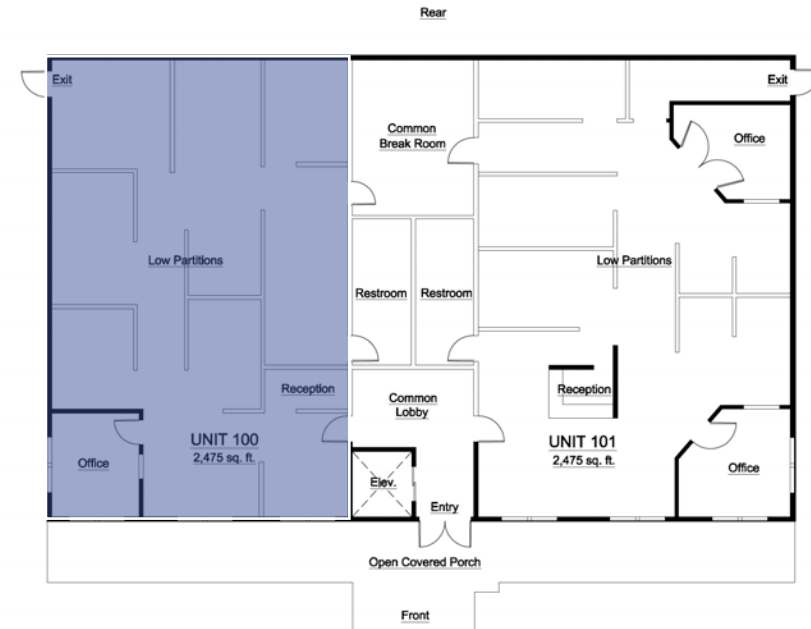 Rear
Exit
Exit
Common
Break Room
Office
Low Partitions
Low Partitions
Restroom
Restroom
Reception
Common
Lobby
Reception
UNIT 100
2,475 sq. ft.
UNIT 101
2,475 sq. ft.
Office
Elev.
Office
Entry
Open Covered Porch
Front